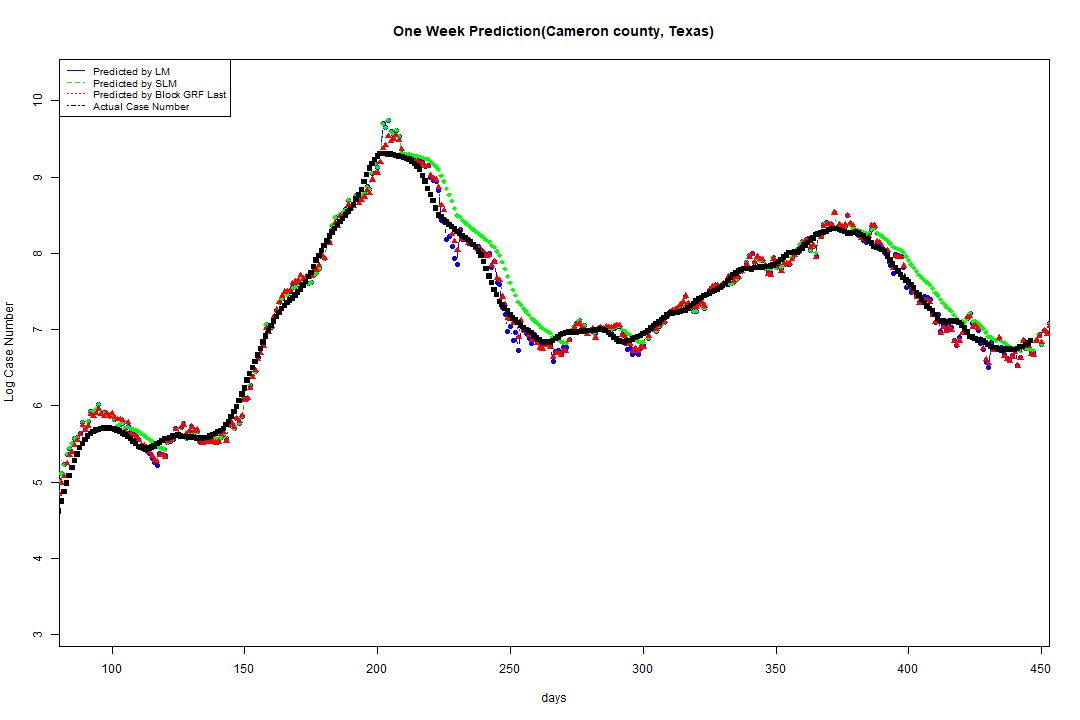 One Week Prediction(Cameron county, Texas)
Predicted by LM
Predicted by SLM
Predicted by Block GRF Last
Actual Case Number
Log Case Number
10
9
8
7
6
5
4
3
100 150 200 250 300 350 400 450
days